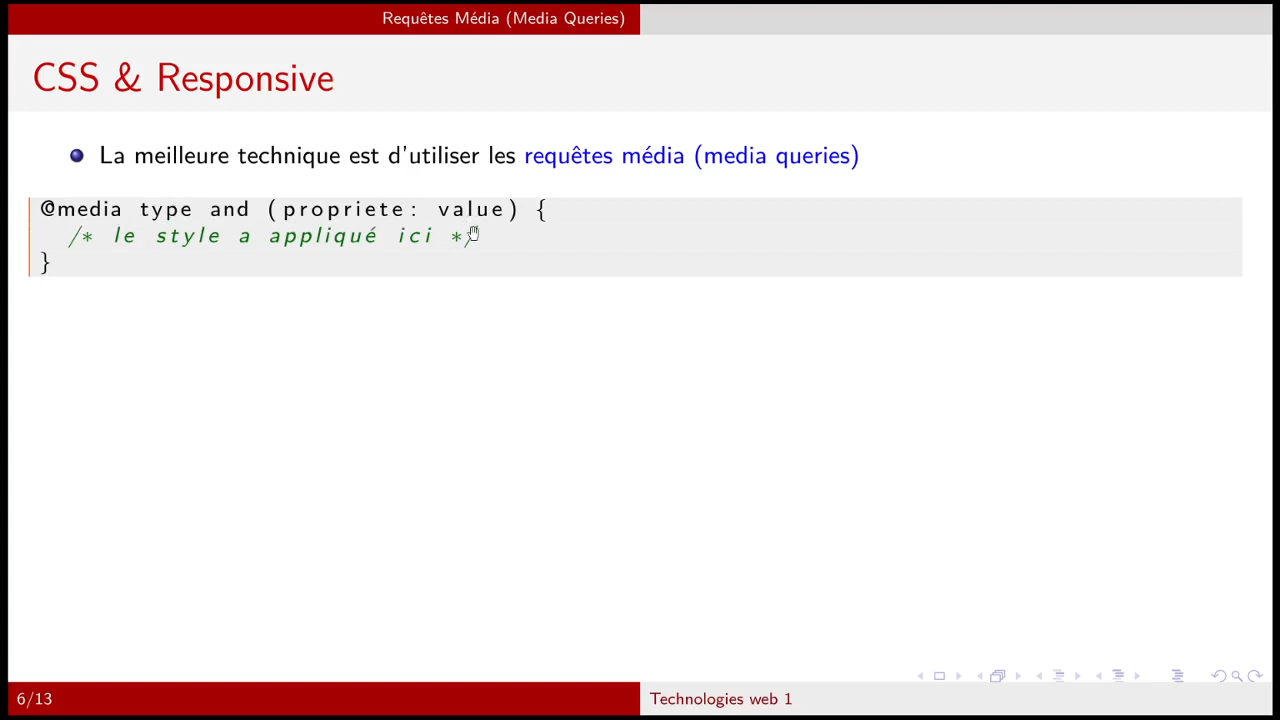 Requêtes Média (Media Queries)
CSS & Responsive
La meilleure technique est d'utiliser les requêtes média (media queries)
@media type and (propriete: value) {
/* le style a appliqué ici */
}
6/13
Technologies web 1